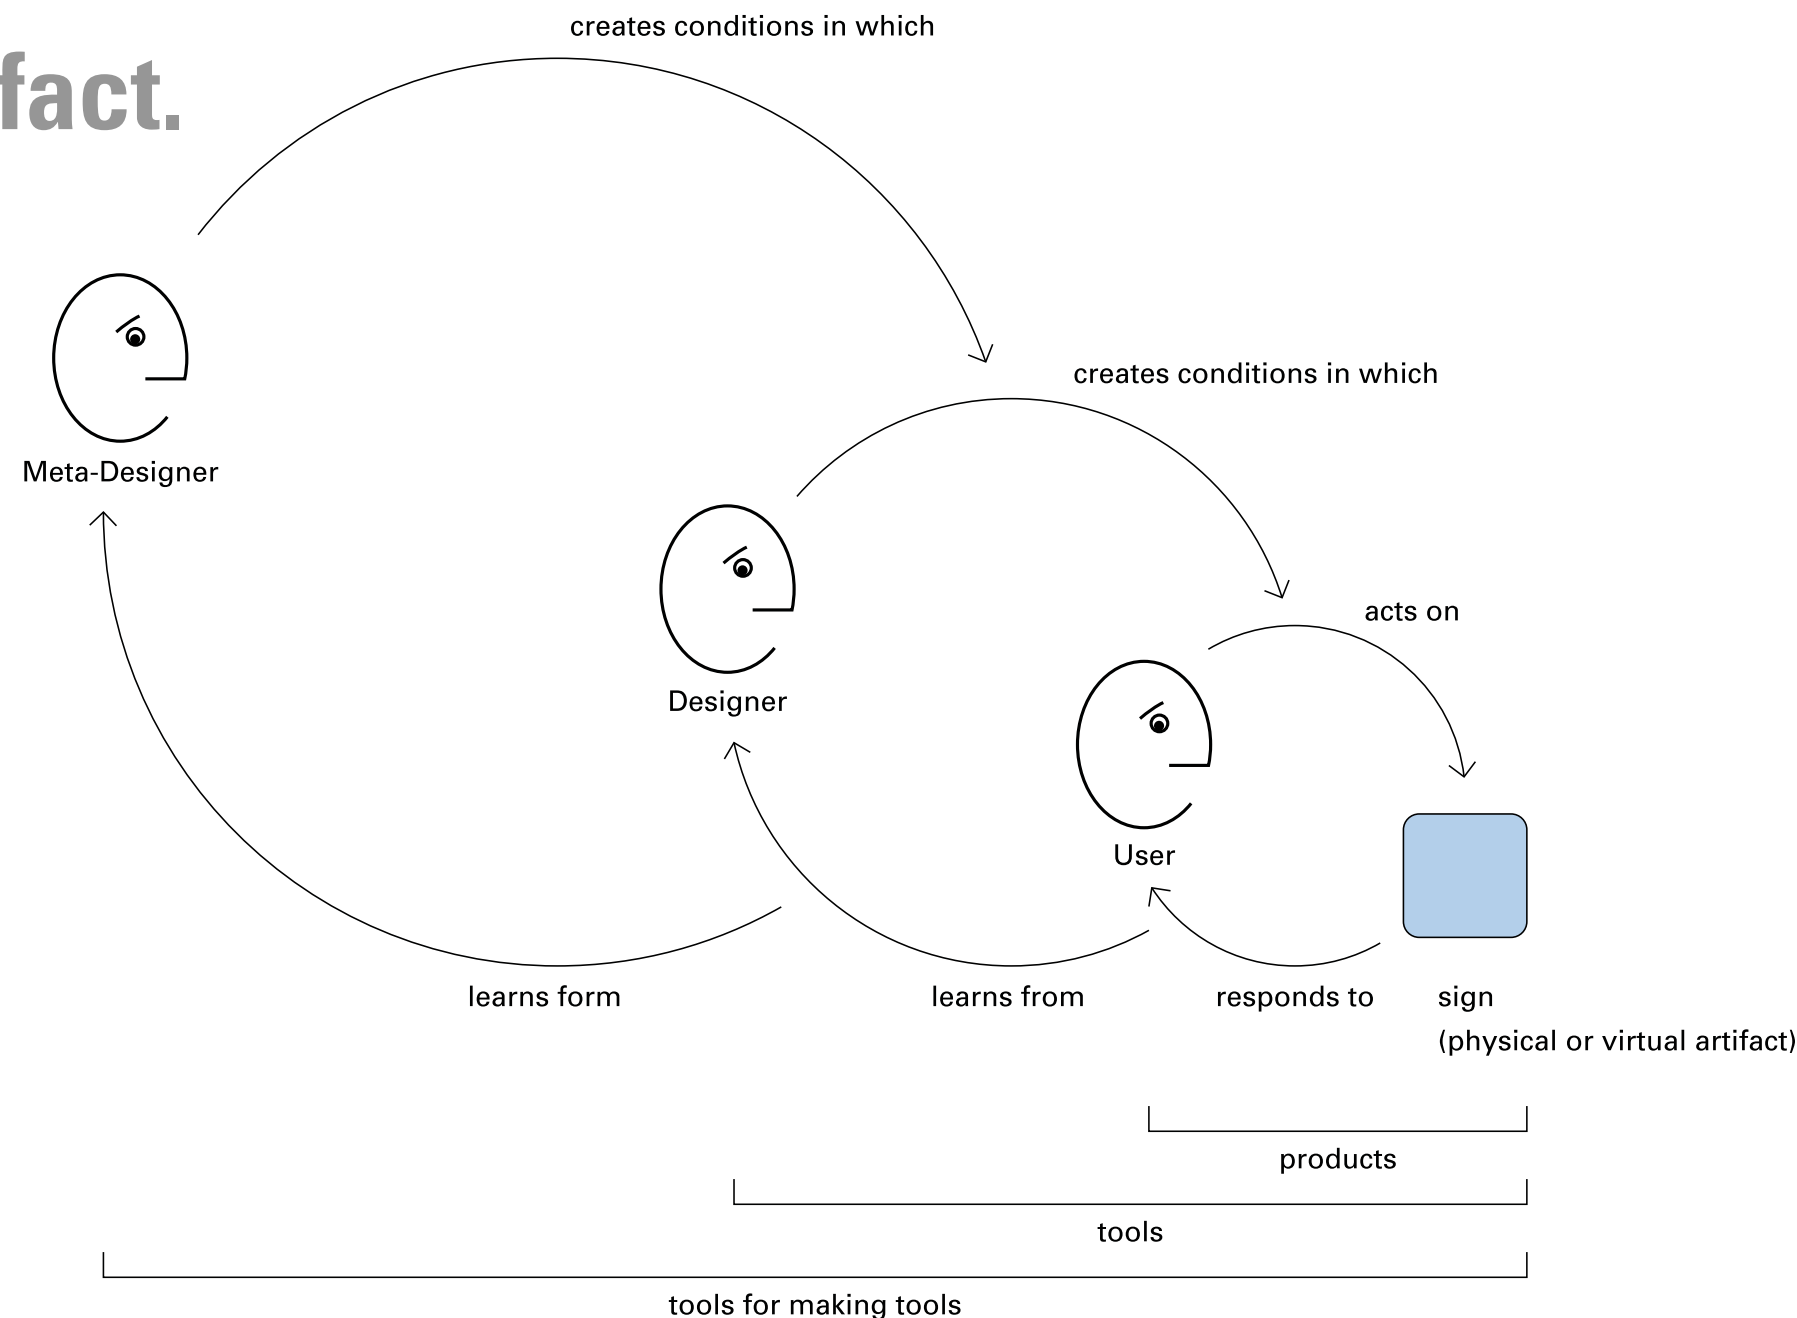 creates conditions in which
fact.
creates conditions in which
Meta-Designer
acts on
Designer
User
learns form
learns from
responds to
sign
(physical or virtual artifact)
products
tools
tools for making tools